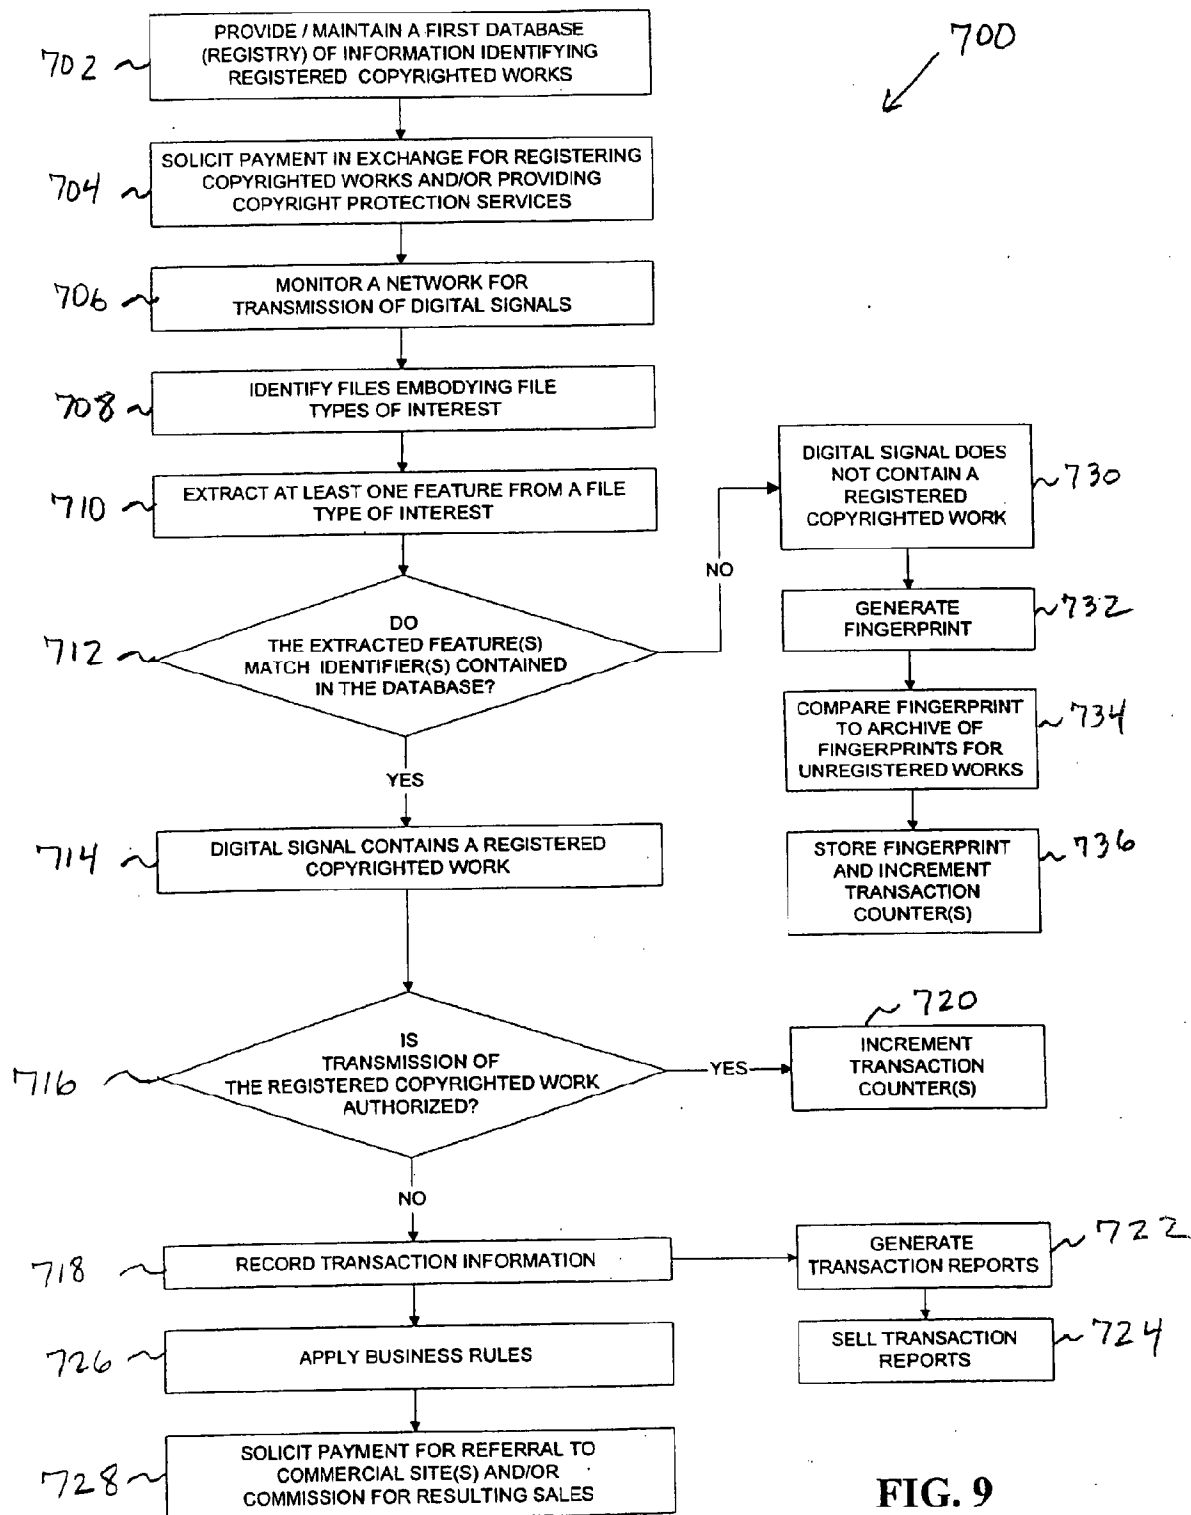 700
702
PROVIDE / MAINTAIN A FIRST DATABASE
(REGISTRY) OF INFORMATION IDENTIFYING
REGISTERED COPYRIGHTED WORKS
704
SOLICIT PAYMENT IN EXCHANGE FOR REGISTERING
COPYRIGHTED WORKS AND/OR PROVIDING
COPYRIGHT PROTECTION SERVICES
706
MONITOR A NETWORK FOR
TRANSMISSION OF DIGITAL SIGNALS
708
IDENTIFY FILES EMBODYING FILE
TYPES OF INTEREST
710
EXTRACT AT LEAST ONE FEATURE FROM A FILE
TYPE OF INTEREST
712
DO
THE EXTRACTED FEATURE(S)
MATCH IDENTIFIER(S) CONTAINED
IN THE DATABASE?
NO
DIGITAL SIGNAL DOES
NOT CONTAIN A
REGISTERED
COPYRIGHTED WORK
730
GENERATE
FINGERPRINT
732
COMPARE FINGERPRINT
TO ARCHIVE OF
FINGERPRINTS FOR
UNREGISTERED WORKS
734
STORE FINGERPRINT
AND INCREMENT
TRANSACTION
COUNTER(S)
736
YES
714
DIGITAL SIGNAL CONTAINS A REGISTERED
COPYRIGHTED WORK
716
IS
TRANSMISSION OF
THE REGISTERED COPYRIGHTED WORK
AUTHORIZED?
YES
720
INCREMENT
TRANSACTION
COUNTER(S)
NO
718
RECORD TRANSACTION INFORMATION
GENERATE
TRANSACTION REPORTS
722
SELL TRANSACTION
REPORTS
724
726
APPLY BUSINESS RULES
728
SOLICIT PAYMENT FOR REFERRAL TO
COMMERCIAL SITE(S) AND/OR
COMMISSION FOR RESULTING SALES
FIG. 9